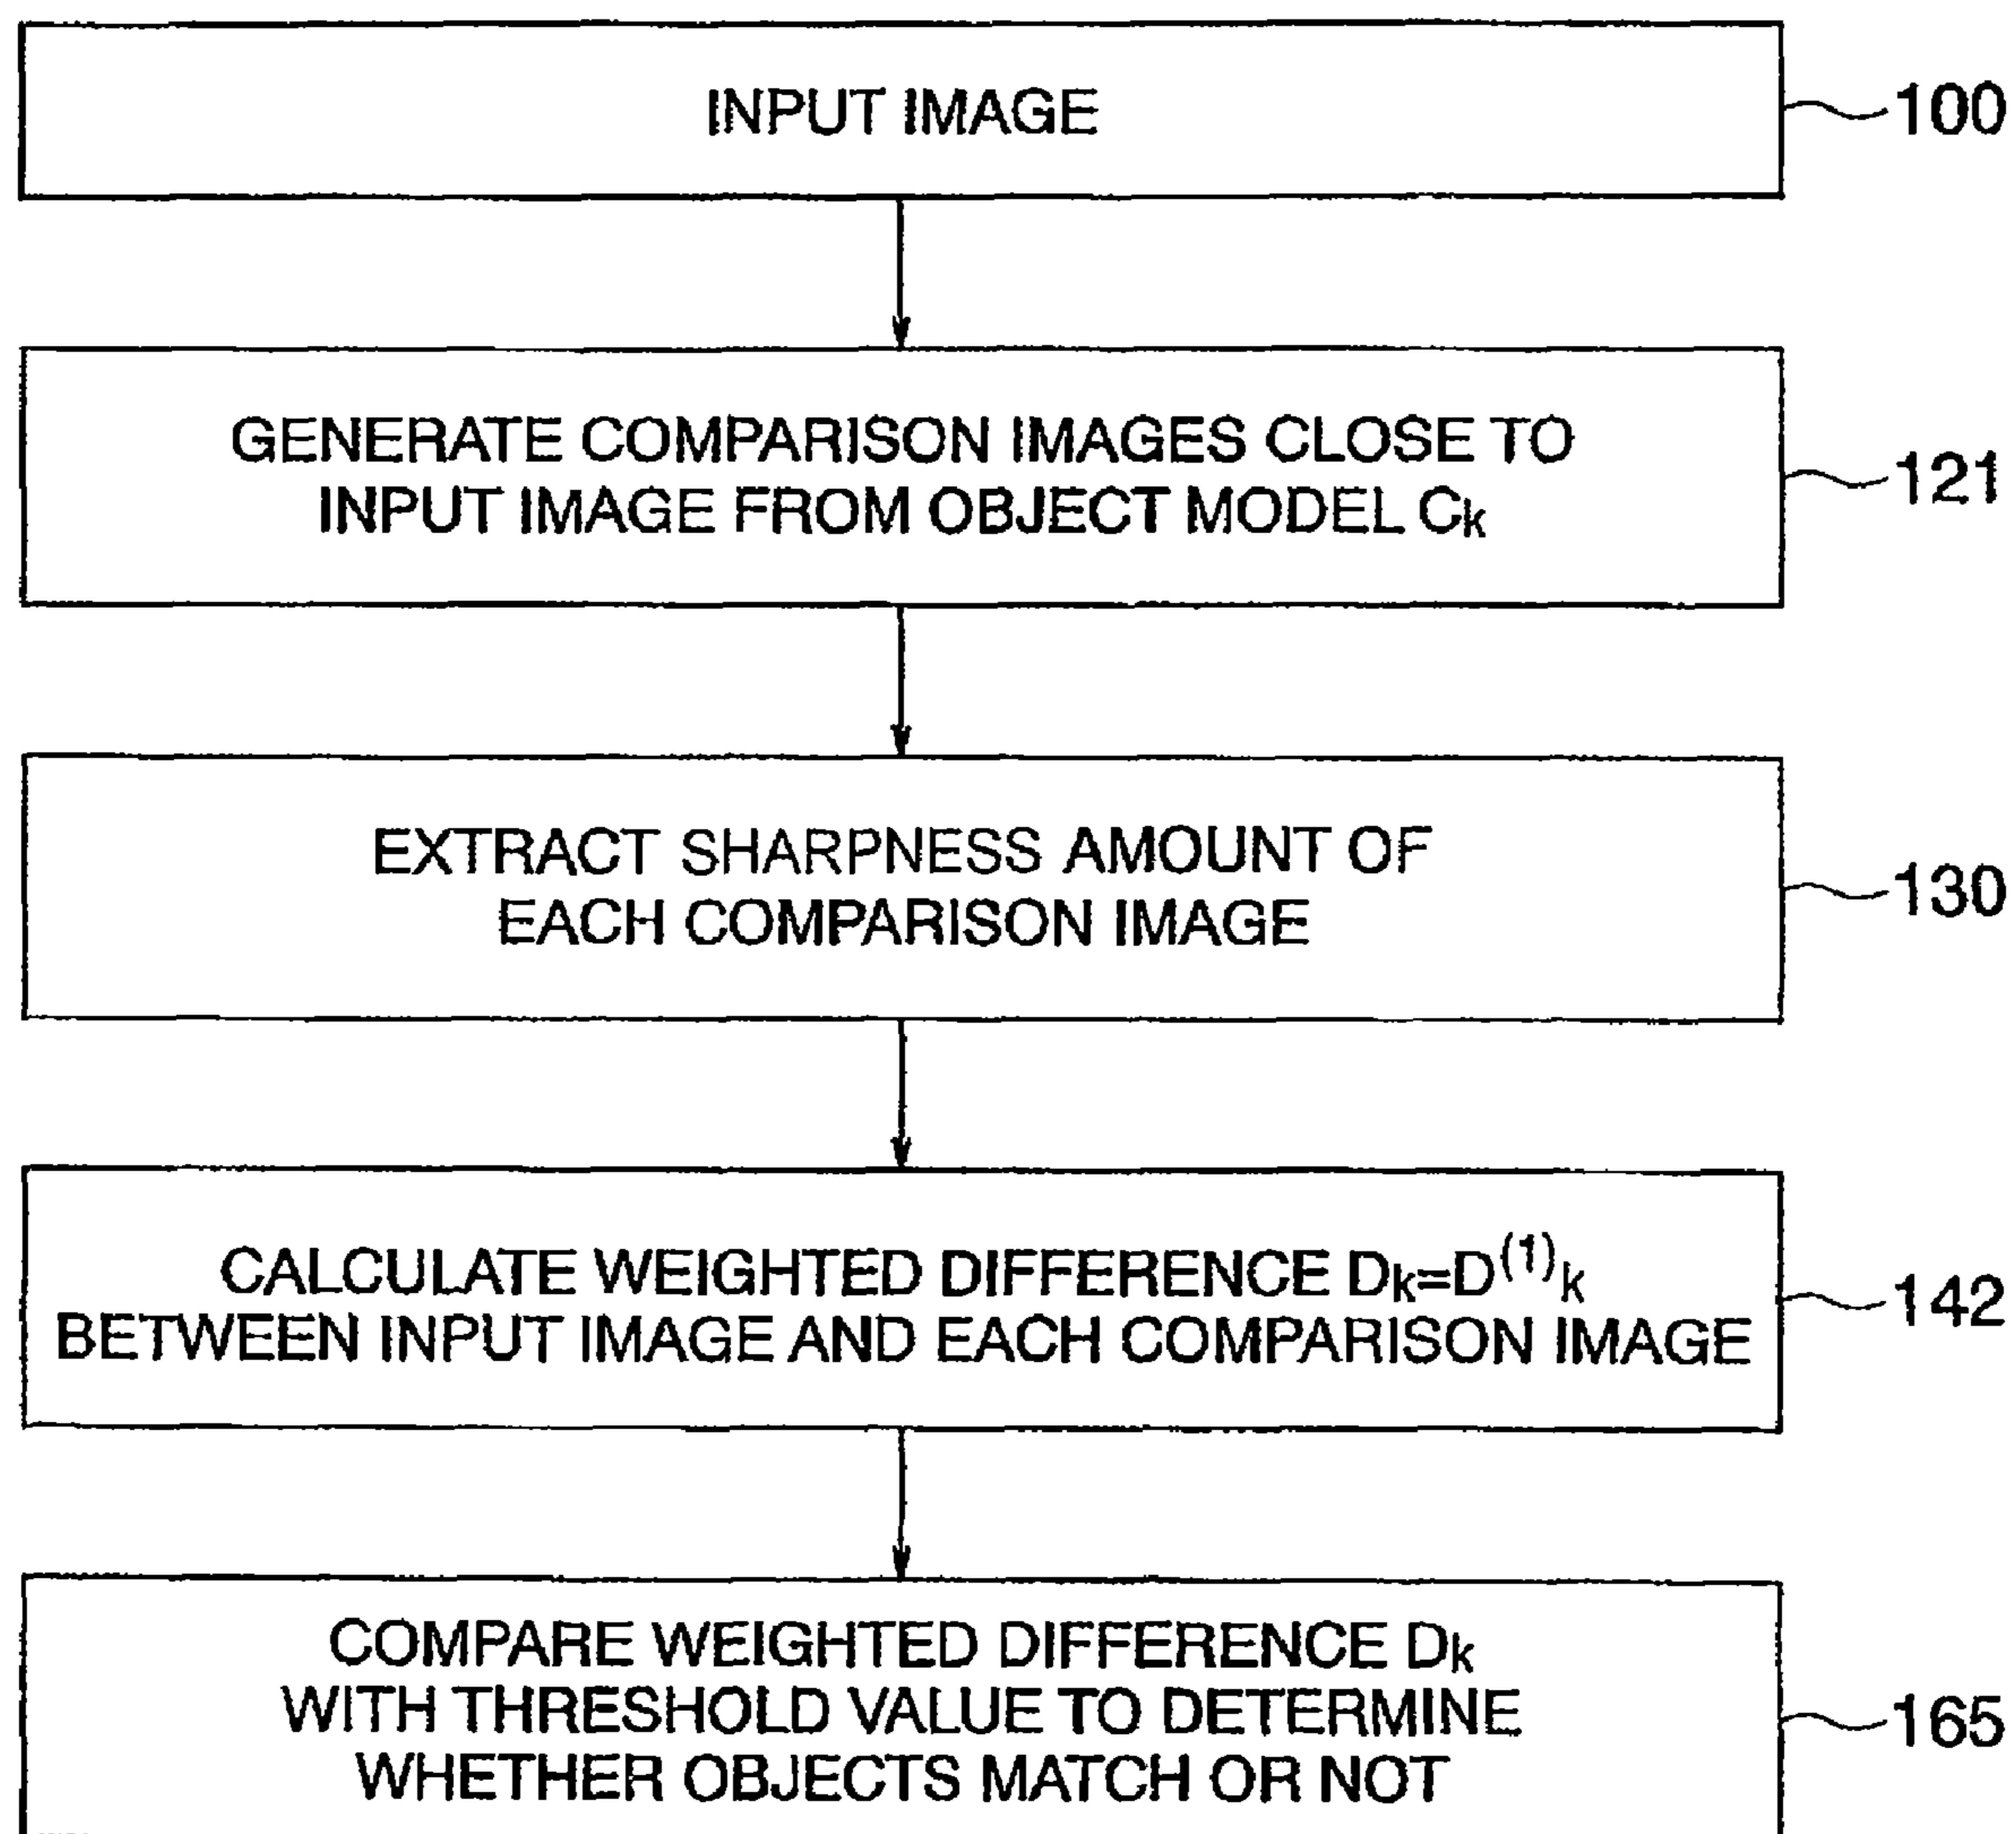 INPUT IMAGE
100
GENERATE COMPARISON IMAGES CLOSE TO
INPUT IMAGE FROM OBJECT MODEL Ck
121
EXTRACT SHARPNESS AMOUNT OF
EACH COMPARISON IMAGE
130
CALCULATE WEIGHTED DIFFERENCE Dk=D(1)k
BETWEEN INPUT IMAGE AND EACH COMPARISON IMAGE
142
COMPARE WEIGHTED DIFFERENCE Dk
WITH THRESHOLD VALUE TO DETERMINE
WHETHER OBJECTS MATCH OR NOT
165